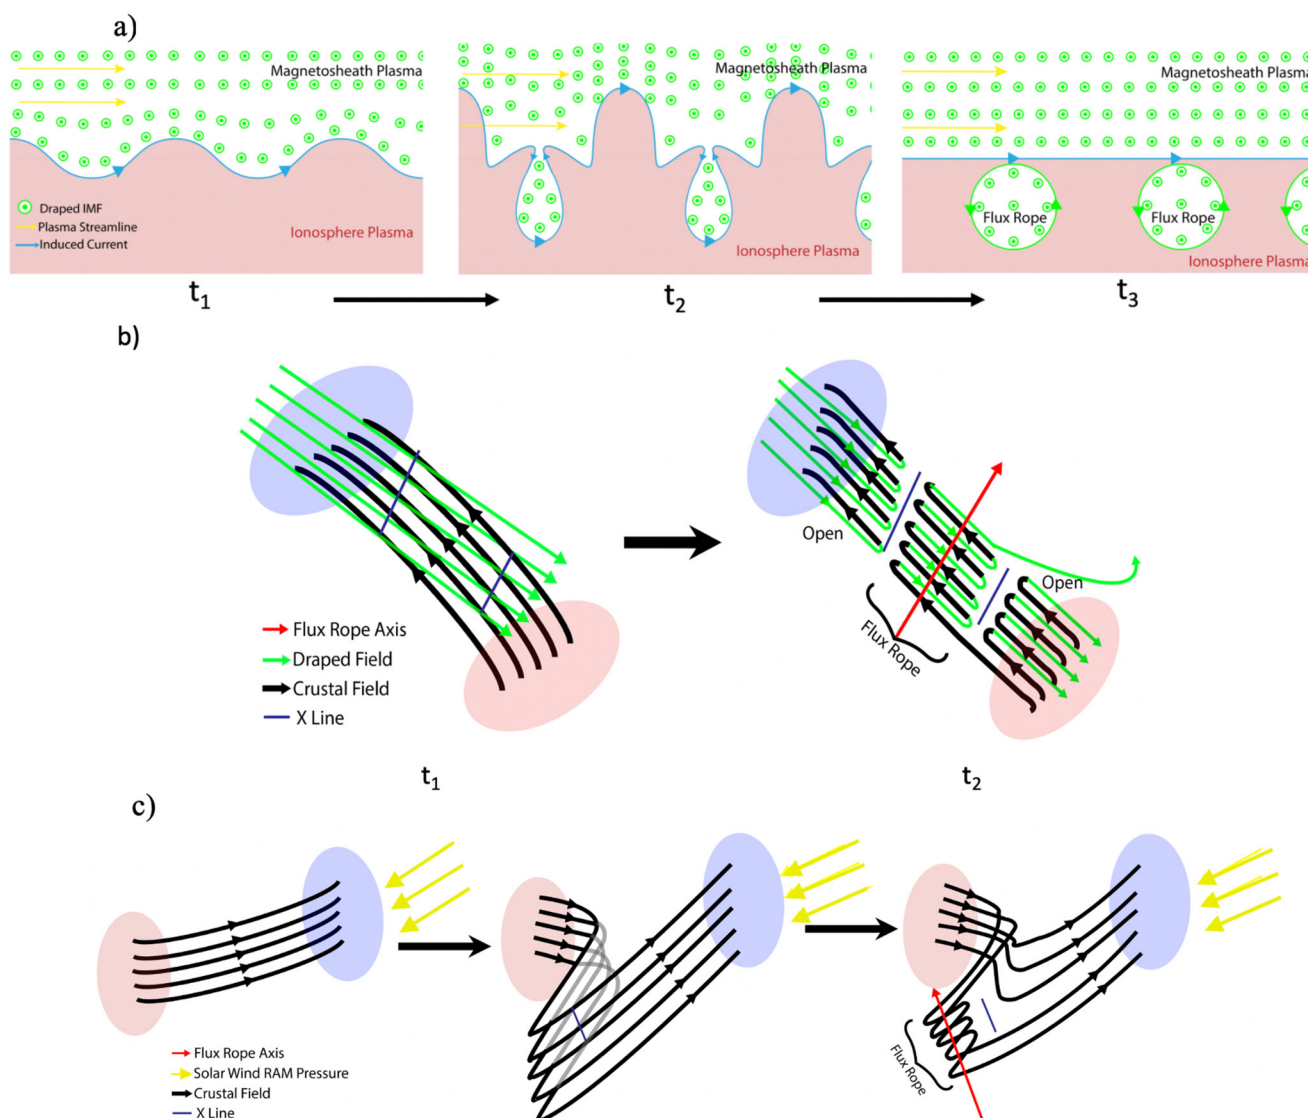 a)
Magnetosheath Plasma
Draped IMF
Plasma Streamline
Induced Current
Ionosphere Plasma
t1
Magnetosheath Plasma
Ionosphere Plasma
t2
Magnetosheath Plasma
Flux Rope
Flux Rope
Ionosphere Plasma
t3
b)
Flux Rope Axis
Draped Field
Crustal Field
X Line
t1
Open
Open
Flux Rope
t2
c)
Flux Rope Axis
Solar Wind RAM Pressure
Crustal Field
X Line
Flux Rope